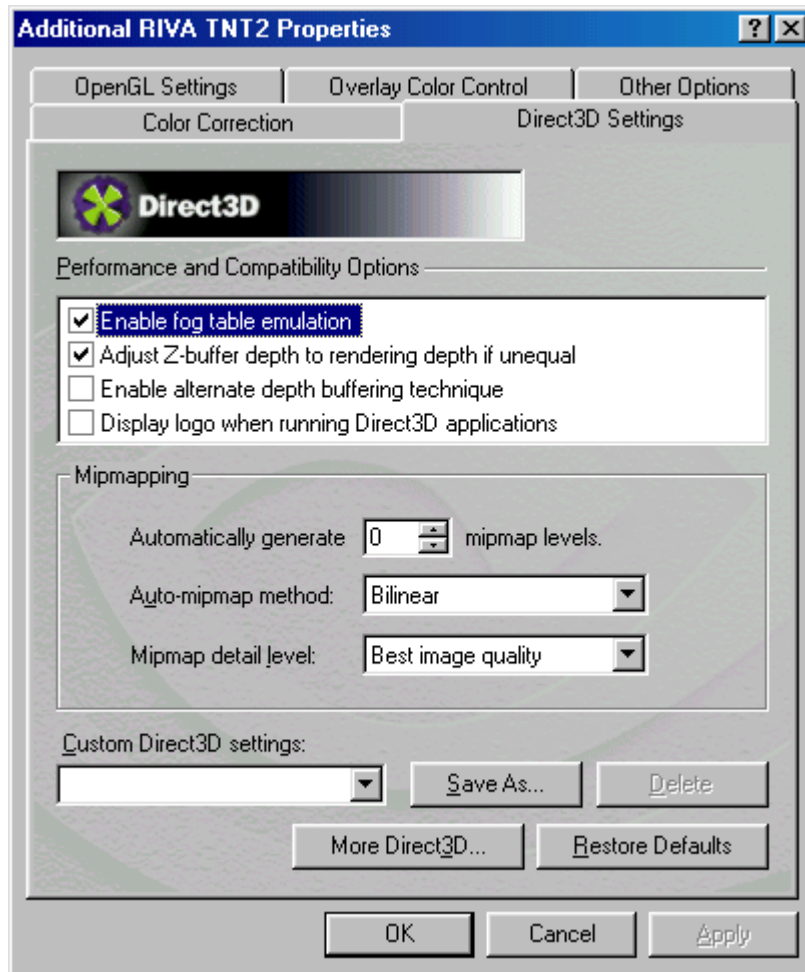 Additional RIVA TNT2 Properties
OpenGL Settings Overlay Color Control Other Options
Color Correction Direct3D Settings
Direct3D
Performance and Compatibility Options
Enable fog table emulation
Adjust Z-buffer depth to rendering depth if unequal
Enable alternate depth buffering technique
Display logo when running Direct3D applications
Mipmapping
Automatically generate 0 mipmap levels.
Auto-mipmap method: Bilinear
Mipmap detail level: Best image quality
Custom Direct3D settings:
Save As... Delete
More Direct3D... Restore Defaults
OK Cancel Apply